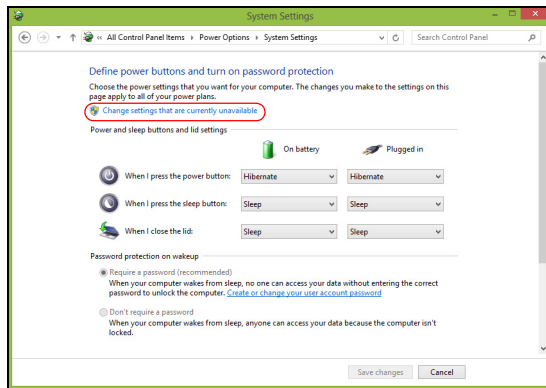 System Settings
« All Control Panel Items › Power Options › System Settings
Search Control Panel
Define power buttons and turn on password protection
Choose the power settings that you want for your computer. The changes you make to the settings on this
page apply to all of your power plans.
Change settings that are currently unavailable
Power and sleep buttons and lid settings
On battery Plugged in
When I press the power button: Hibernate Hibernate
When I press the sleep button: Sleep Sleep
When I close the lid: Sleep Sleep
Password protection on wakeup
Require a password (recommended)
When your computer wakes from sleep, no one can access your data without entering the correct
password to unlock the computer. Create or change your user account password
Don't require a password
When your computer wakes from sleep, anyone can access your data because the computer isn't
locked.
Save changes Cancel